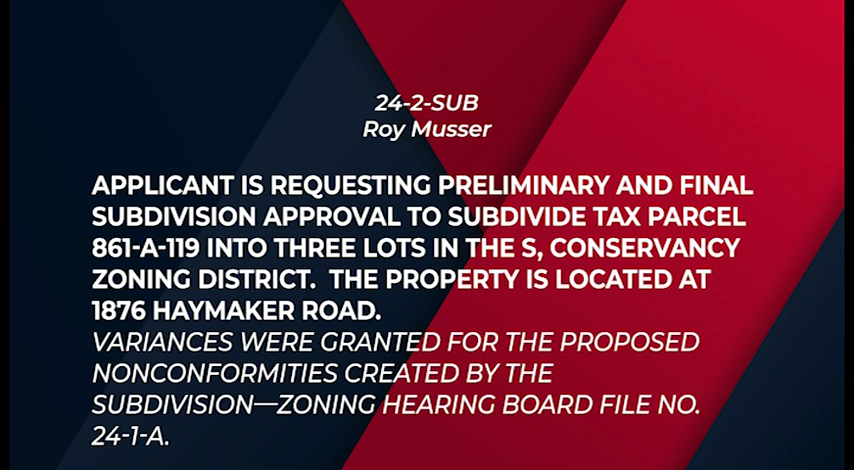 24-2-SUB
Roy Musser
APPLICANT IS REQUESTING PRELIMINARY AND FINAL
SUBDIVISION APPROVAL TO SUBDIVIDE TAX PARCEL
861-A-119 INTO THREE LOTS IN THE S, CONSERVANCY
ZONING DISTRICT.  THE PROPERTY IS LOCATED AT
1876 HAYMAKER ROAD.
VARIANCES WERE GRANTED FOR THE PROPOSED
NONCONFORMITIES CREATED BY THE
SUBDIVISION—ZONING HEARING BOARD FILE NO.
24-1-A.